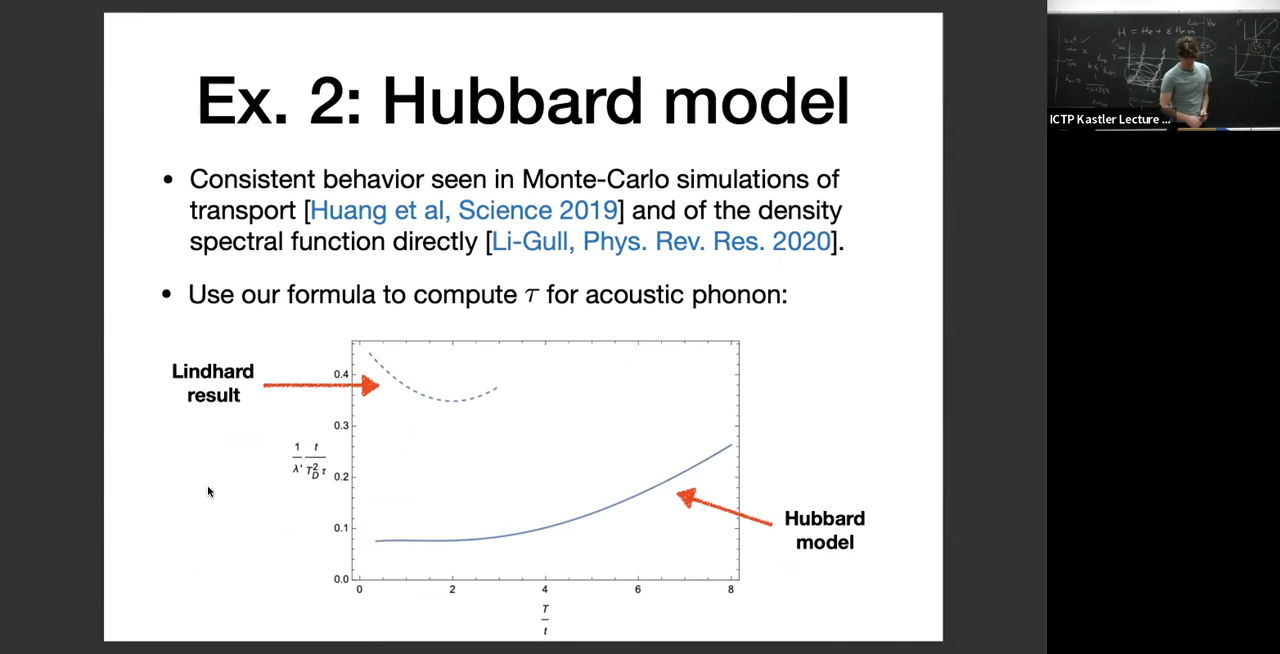 Ex. 2: Hubbard model
• Consistent behavior seen in Monte-Carlo simulations of
transport [Huang et al, Science 2019] and of the density
spectral function directly [Li-Gull, Phys. Rev. Res. 2020].
• Use our formula to compute τ for acoustic phonon:
Lindhard
result
0.4
0.3
0.2
0.1
0.0
1 t
λ' T_D^2 τ
0 2 4 6 8
T
t
Hubbard
model
ICTP Kastler Lecture ...